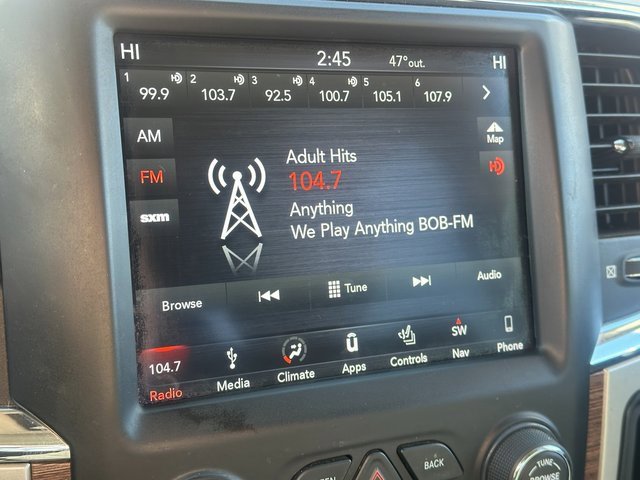 HI 2:45 47°out. HI
1 2 3 4 5 6
99.9 103.7 92.5 100.7 105.1 107.9
AM
FM
sxm
Map
Adult Hits
104.7
Anything
We Play Anything BOB-FM
Browse Tune Audio
104.7
Radio Media Climate Apps Controls Nav Phone
SW
BACK
TUNE
BROWSE